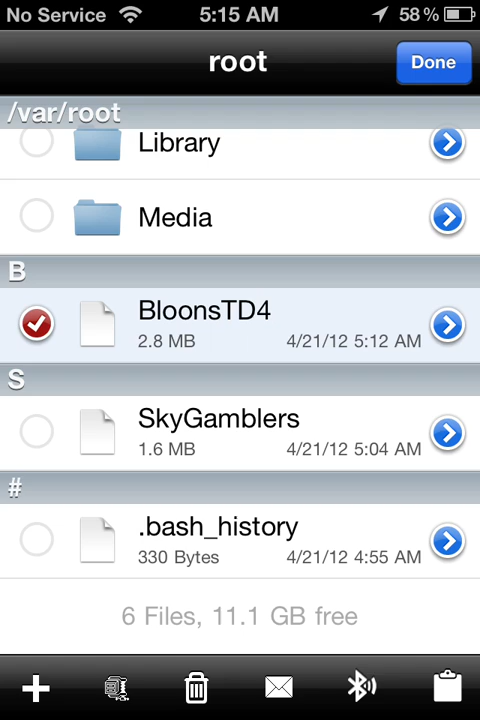 No Service 5:15 AM 58%
root Done
/var/root
Library
Media
B
BloonsTD4
2.8 MB 4/21/12 5:12 AM
S
SkyGamblers
1.6 MB 4/21/12 5:04 AM
#
.bash_history
330 Bytes 4/21/12 4:55 AM
6 Files, 11.1 GB free